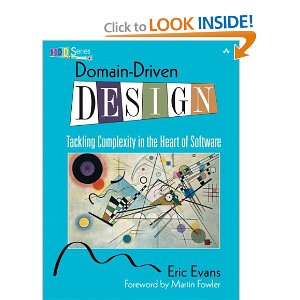 Click to LOOK INSIDE!
Series
Domain-Driven
DESIGN
Tackling Complexity in the Heart of Software
Eric Evans
Foreword by Martin Fowler